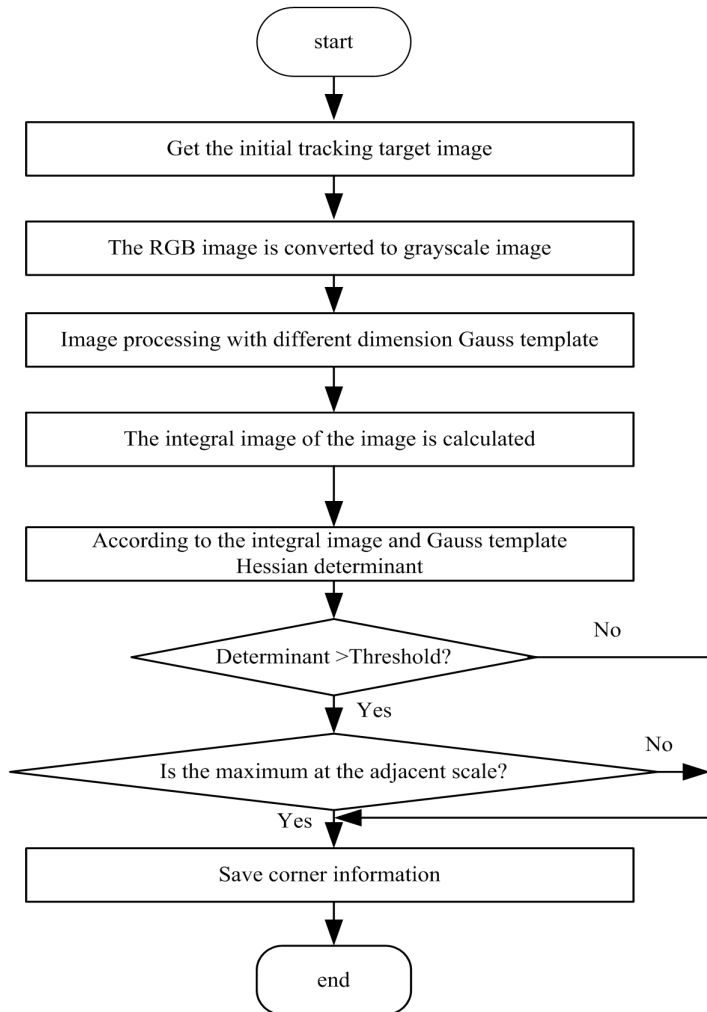 start
Get the initial tracking target image
The RGB image is converted to grayscale image
Image processing with different dimension Gauss template
The integral image of the image is calculated
According to the integral image and Gauss template
Hessian determinant
No
Determinant >Threshold?
Yes
No
Is the maximum at the adjacent scale?
Yes
Save corner information
end